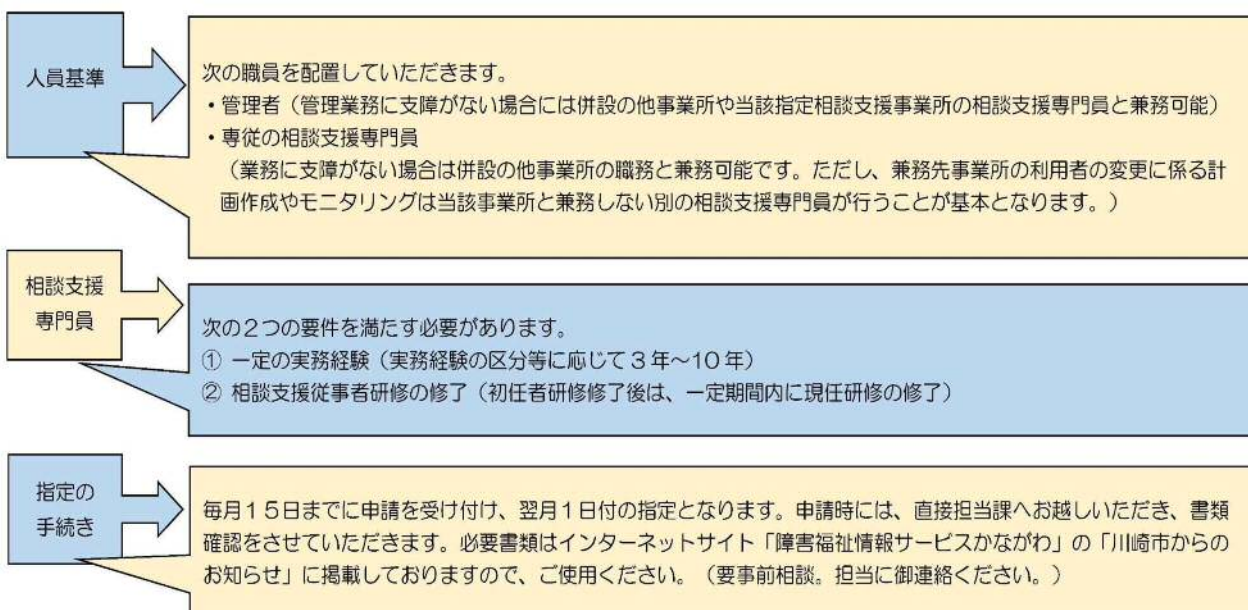 人員基準
次の職員を配置していただきます。
・管理者（管理業務に支障がない場合には併設の他事業所や当該指定相談支援事業所の相談支援専門員と兼務可能）
・専従の相談支援専門員
（業務に支障がない場合は併設の他事業所の職務と兼務可能です。ただし、兼務先事業所の利用者の変更に係る計
画作成やモニタリングは当該事業所と兼務しない別の相談支援専門員が行うことが基本となります。）
相談支援
専門員
次の２つの要件を満たす必要があります。
① 一定の実務経験（実務経験の区分等に応じて３年～10年）
② 相談支援従事者研修の修了（初任者研修修了後は、一定期間内に現任研修の修了）
指定の
手続き
毎月１５日までに申請を受け付け、翌月１日付の指定となります。申請時には、直接担当課へお越しいただき、書類
確認をさせていただきます。必要書類はインターネットサイト「障害福祉情報サービスかながわ」の「川崎市からの
お知らせ」に掲載しておりますので、ご使用ください。（要事前相談。担当に御連絡ください。）